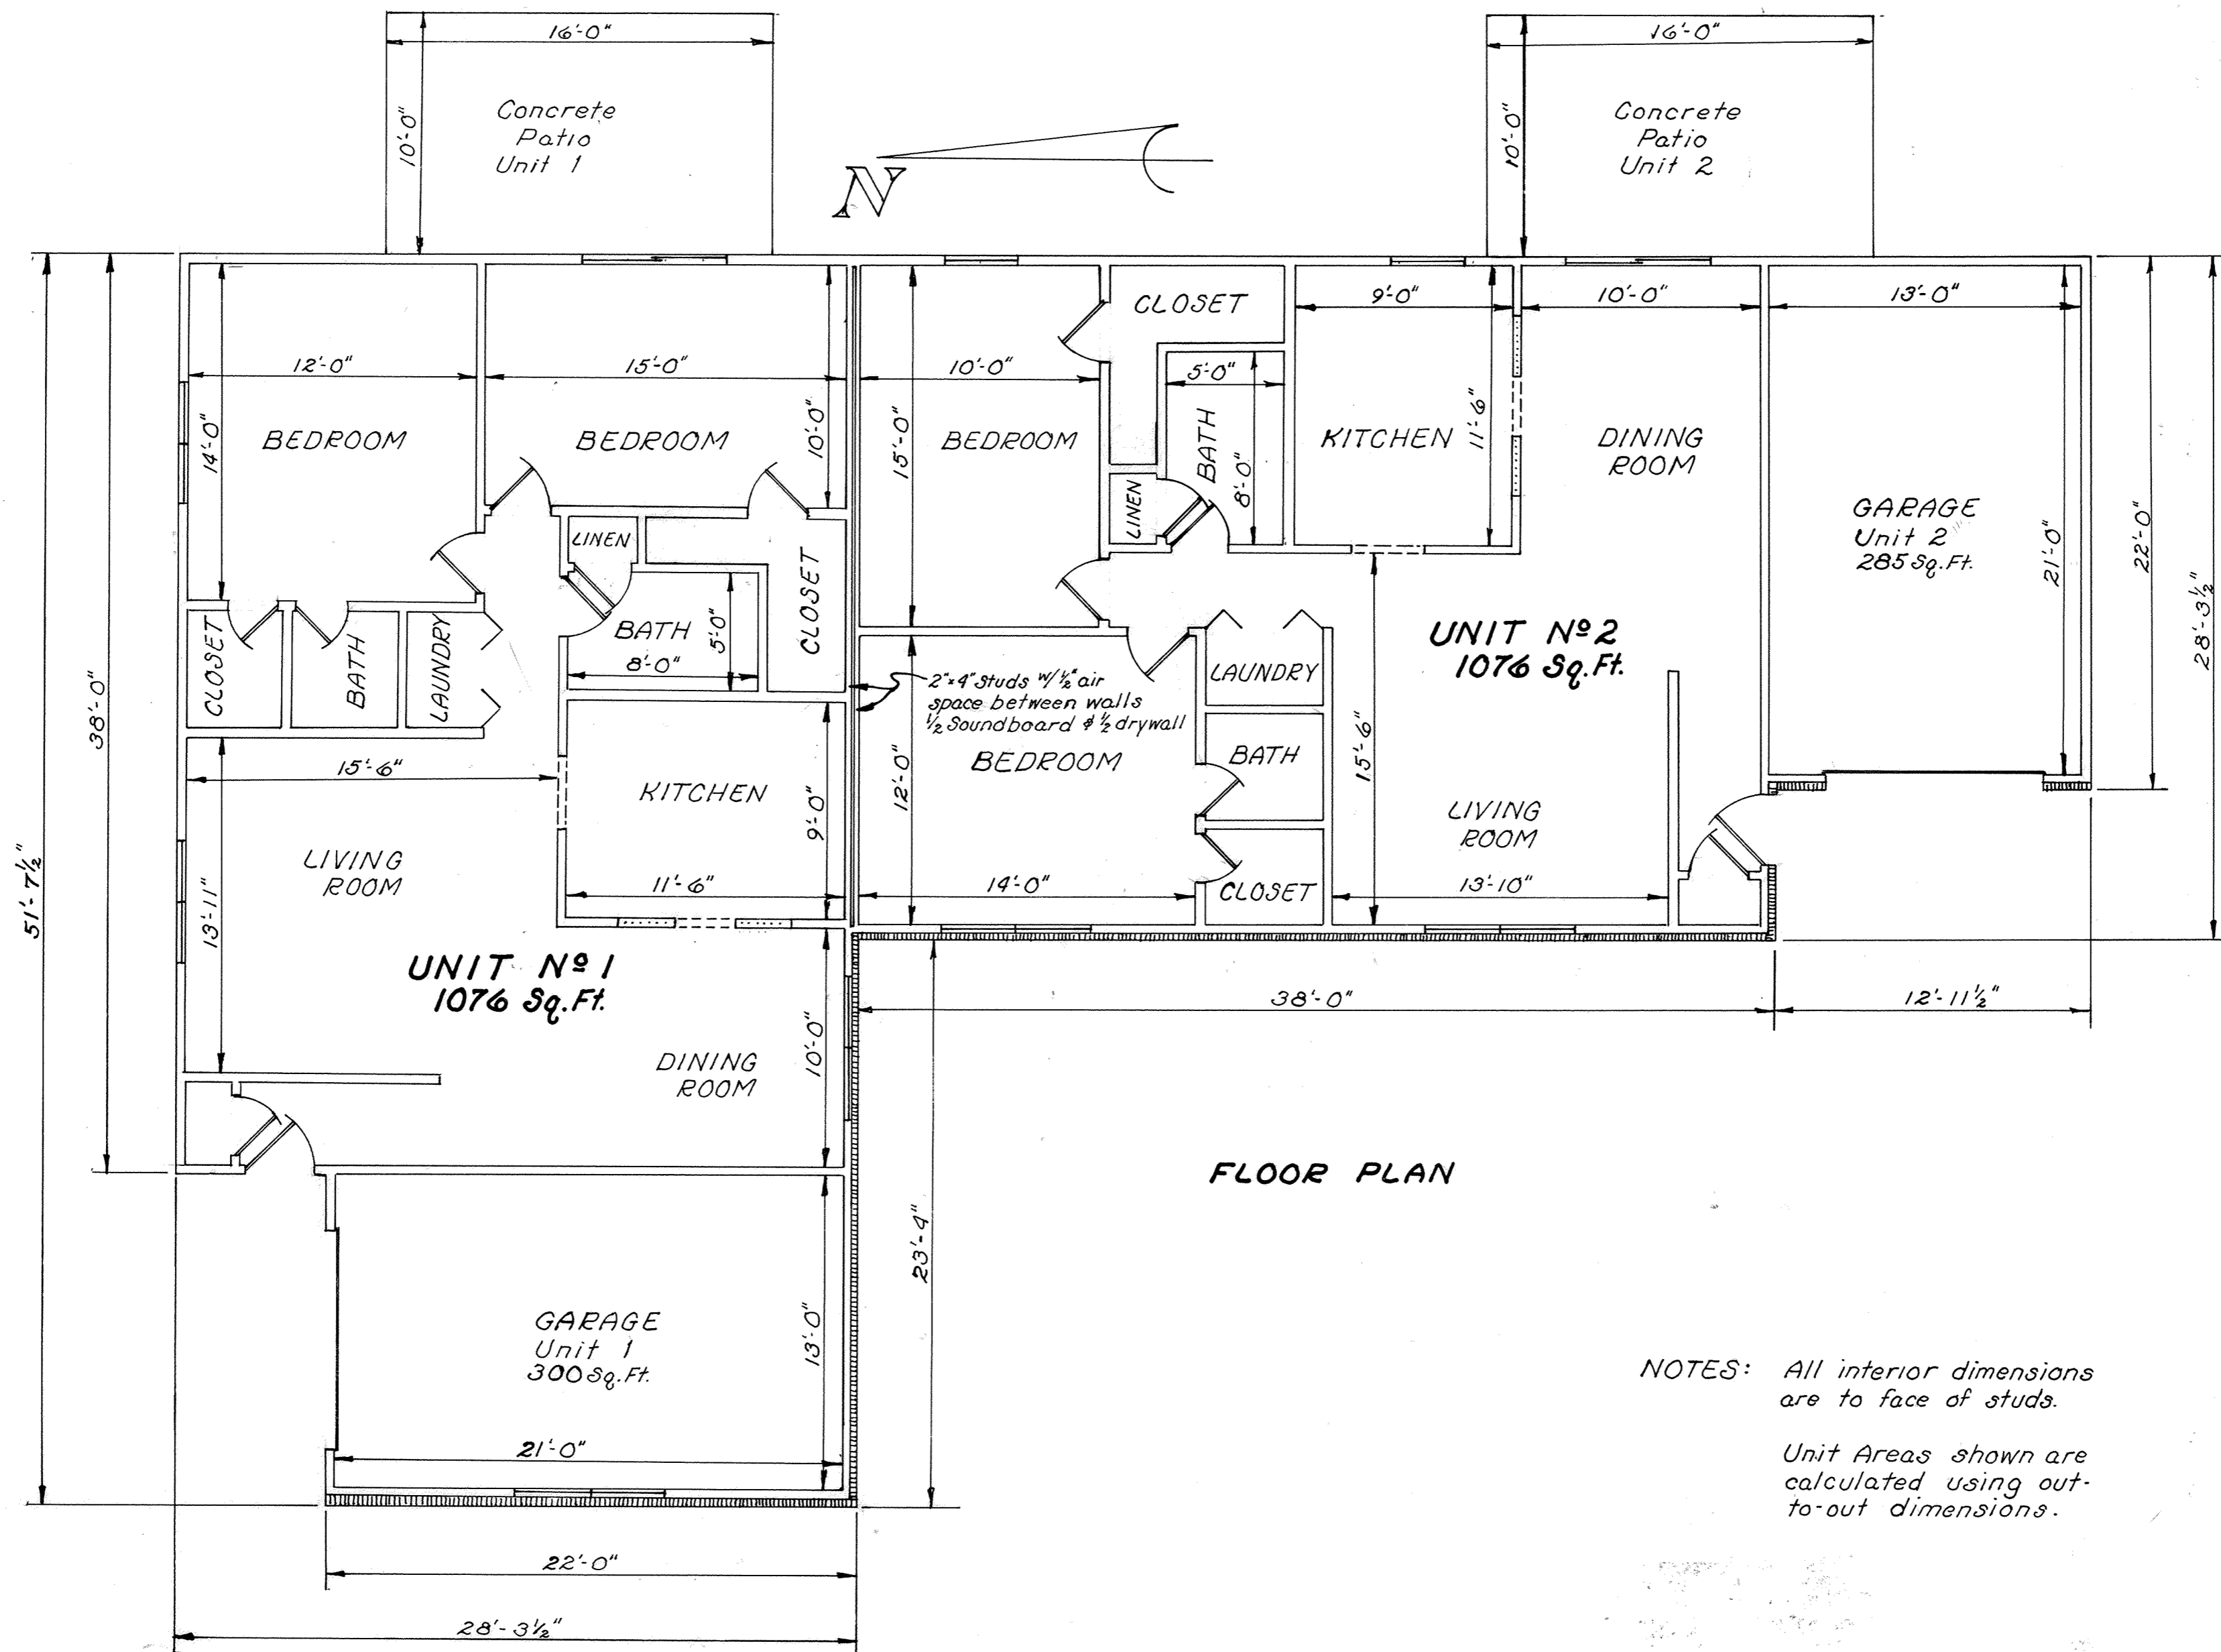 16'-0"
16'-0"
10'-0"
Concrete
Patio
Unit 1
N
10'-0"
Concrete
Patio
Unit 2
12'-0"
14'-0"
BEDROOM
15'-0"
10'-0"
BEDROOM
10'-0"
15'-0"
BEDROOM
CLOSET
5'-0"
8'-0"
BATH
LINEN
9'-0"
11'-6"
KITCHEN
10'-0"
DINING
ROOM
13'-0"
21'-0"
GARAGE
Unit 2
285 Sq.Ft.
22'-0"
28'-3½"
LINEN
BATH
8'-0"
5'-0"
CLOSET
CLOSET
BATH
LAUNDRY
38'-0"
51'-7½"
2"x4" studs w/ ½" air
space between walls
½ Soundboard & ½ drywall
UNIT Nº 2
1076 Sq.Ft.
LAUNDRY
BATH
CLOSET
BEDROOM
12'-0"
14'-0"
15'-6"
LIVING
ROOM
13'-10"
15'-6"
13'-11"
LIVING
ROOM
KITCHEN
9'-0"
11'-6"
UNIT Nº 1
1076 Sq.Ft.
DINING
ROOM
10'-0"
38'-0"
12'-11½"
23'-4"
FLOOR PLAN
GARAGE
Unit 1
300 Sq.Ft.
13'-0"
21'-0"
22'-0"
28'-3½"
NOTES: All interior dimensions
are to face of studs.
Unit Areas shown are
calculated using out-
to-out dimensions.